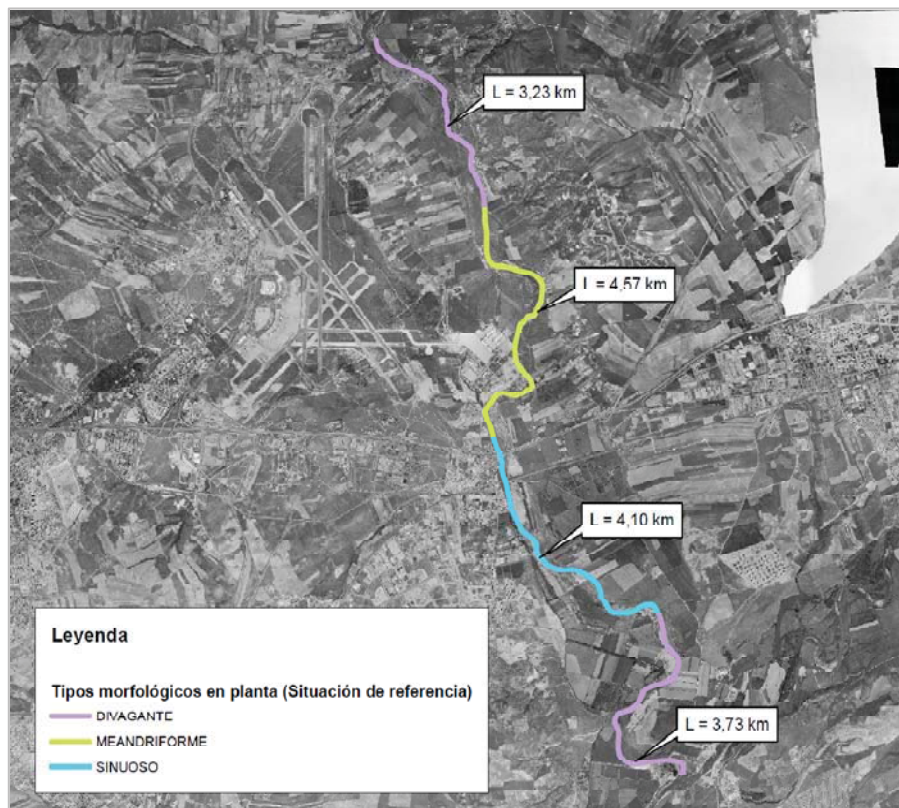 L = 3,23 km
L = 4,57 km
L = 4,10 km
Leyenda
Tipos morfológicos en planta (Situación de referencia)
DIVAGANTE
MEANDRIFORME
SINUOSO
L = 3,73 km